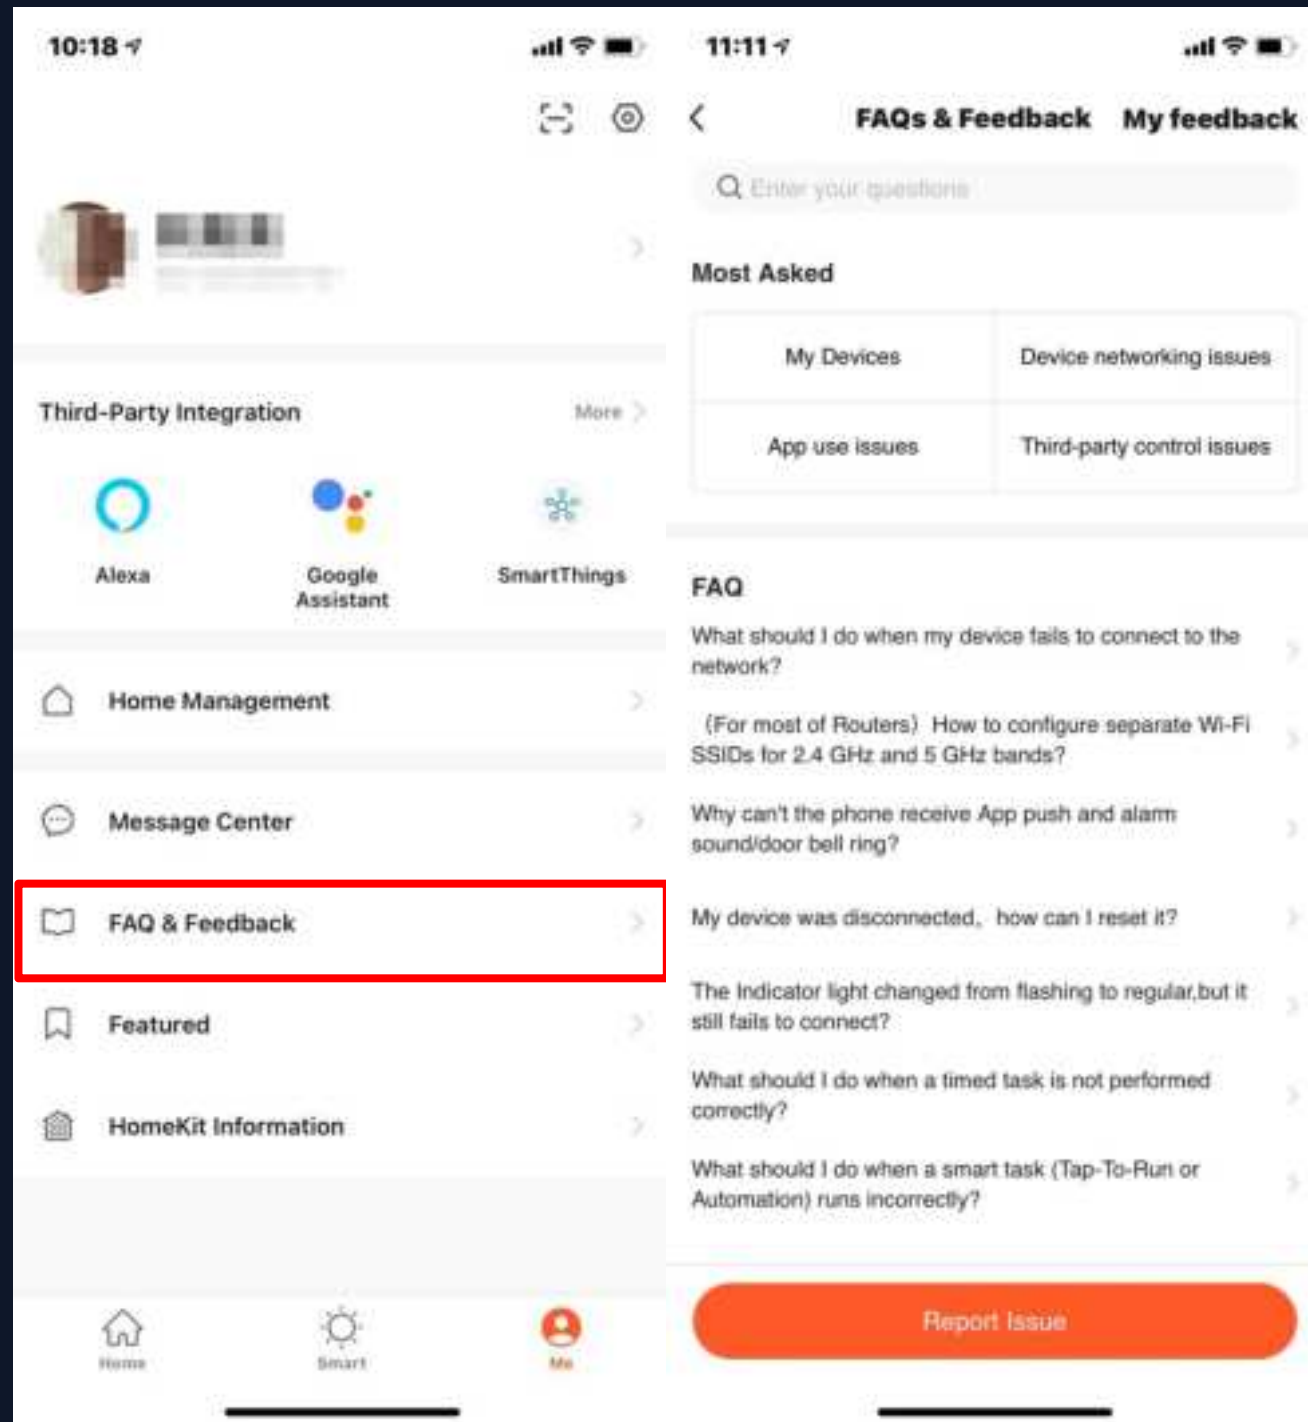 10:18
Third-Party Integration
More
Alexa
Google
Assistant
SmartThings
Home Management
Message Center
FAQ & Feedback
Featured
HomeKit Information
Home
Smart
Me
11:11
FAQs & Feedback
My feedback
Enter your questions
Most Asked
My Devices
Device networking issues
App use issues
Third-party control issues
FAQ
What should I do when my device fails to connect to the
network?
（For most of Routers）How to configure separate Wi-Fi
SSIDs for 2.4 GHz and 5 GHz bands?
Why can't the phone receive App push and alarm
sound/door bell ring?
My device was disconnected，how can I reset it?
The Indicator light changed from flashing to regular,but it
still fails to connect?
What should I do when a timed task is not performed
correctly?
What should I do when a smart task (Tap-To-Run or
Automation) runs incorrectly?
Report Issue